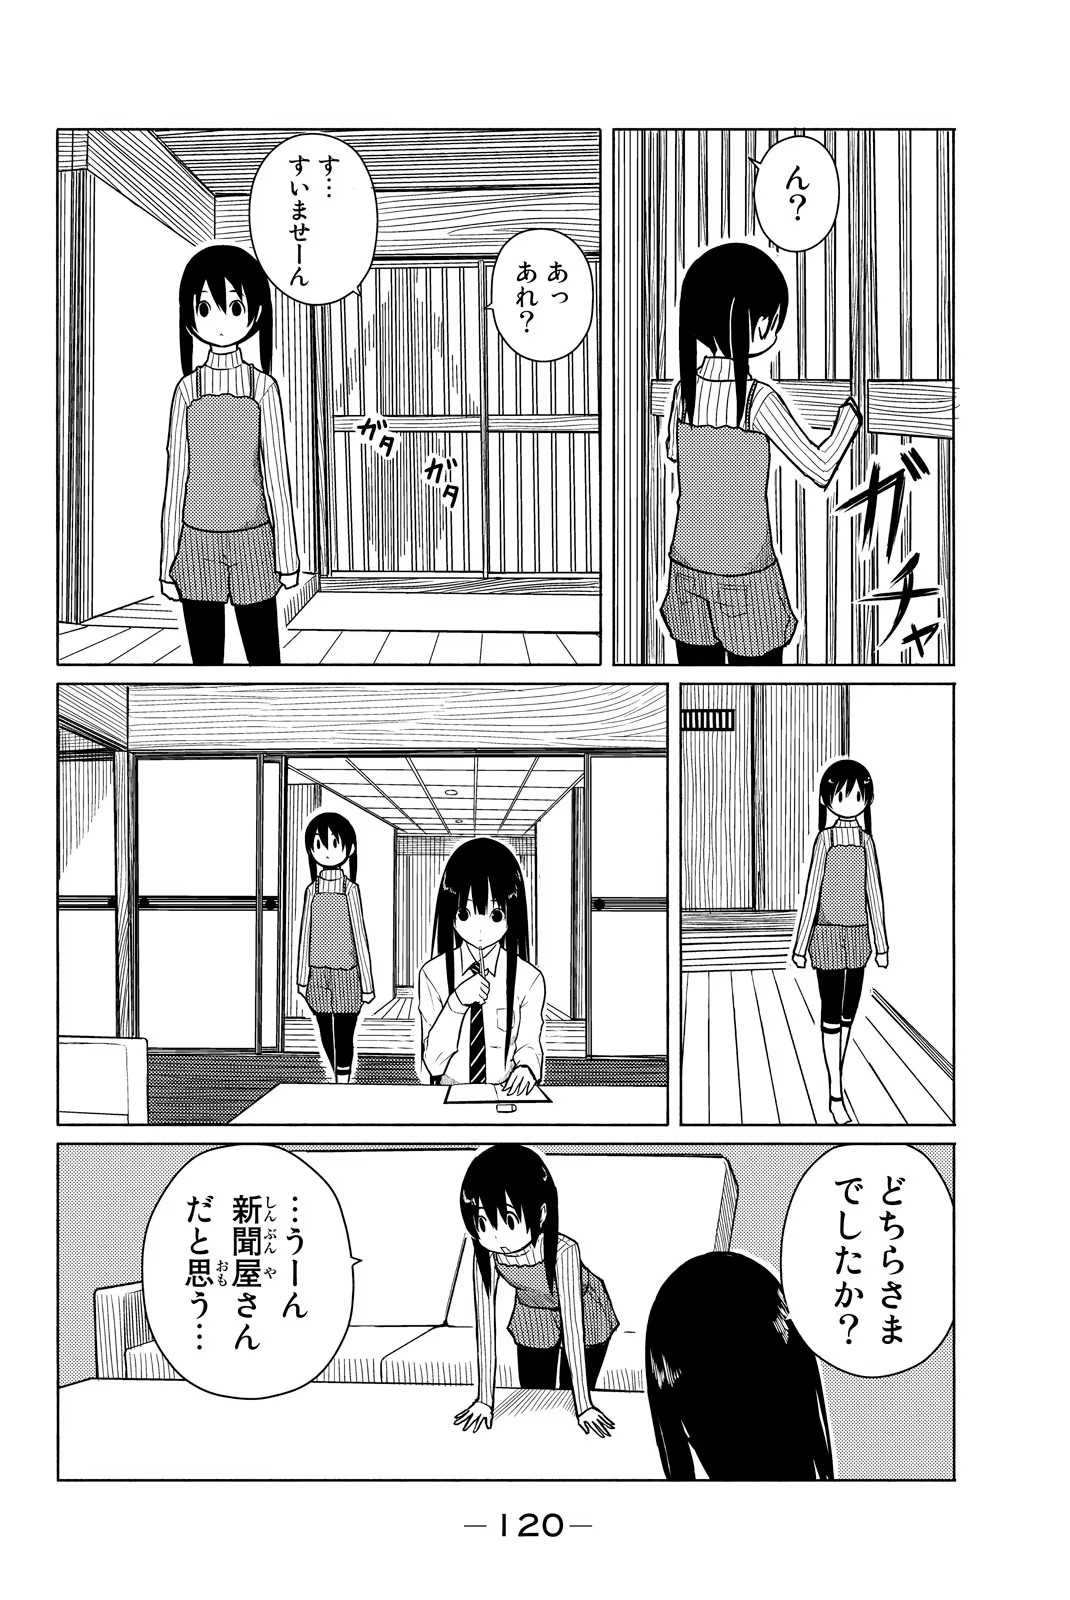 ん？
ガチャ
あっ
あれ？
す…
すいませーん
ガタ
ガタ
どちらさま
でしたか？
…うーん
新聞屋さん
しんぶんや
だと思う…
おも
—120—